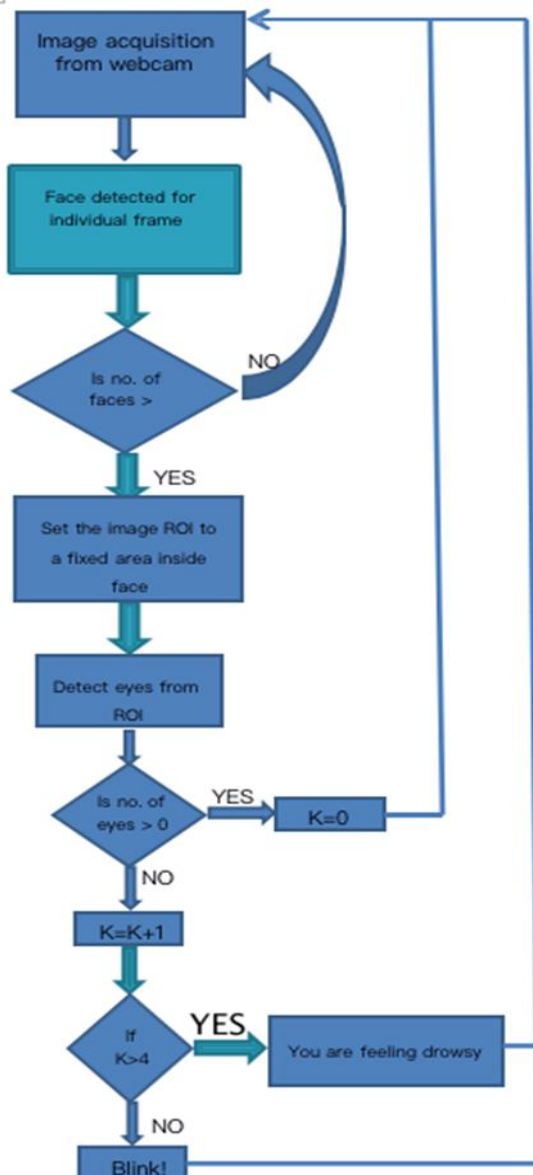 Image acquisition
from webcam
Face detected for
individual frame
Is no. of
faces >
NO
YES
Set the image ROI to
a fixed area inside
face
Detect eyes from
ROI
Is no. of
eyes > 0
YES
K=0
NO
K=K+1
If
K>4
YES
You are feeling drowsy
NO
Blink!